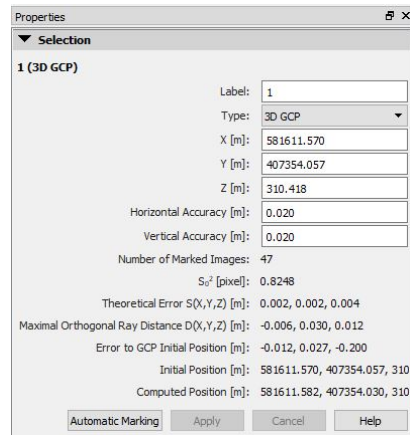 Properties
Selection
1 (3D GCP)
Label: 1
Type: 3D GCP
X [m]: 581611.570
Y [m]: 407354.057
Z [m]: 310.418
Horizontal Accuracy [m]: 0.020
Vertical Accuracy [m]: 0.020
Number of Marked Images: 47
S₀² [pixel]: 0.8248
Theoretical Error S(X,Y,Z) [m]: 0.002, 0.002, 0.004
Maximal Orthogonal Ray Distance D(X,Y,Z) [m]: -0.006, 0.030, 0.012
Error to GCP Initial Position [m]: -0.012, 0.027, -0.200
Initial Position [m]: 581611.570, 407354.057, 310
Computed Position [m]: 581611.582, 407354.030, 310
Automatic Marking Apply Cancel Help